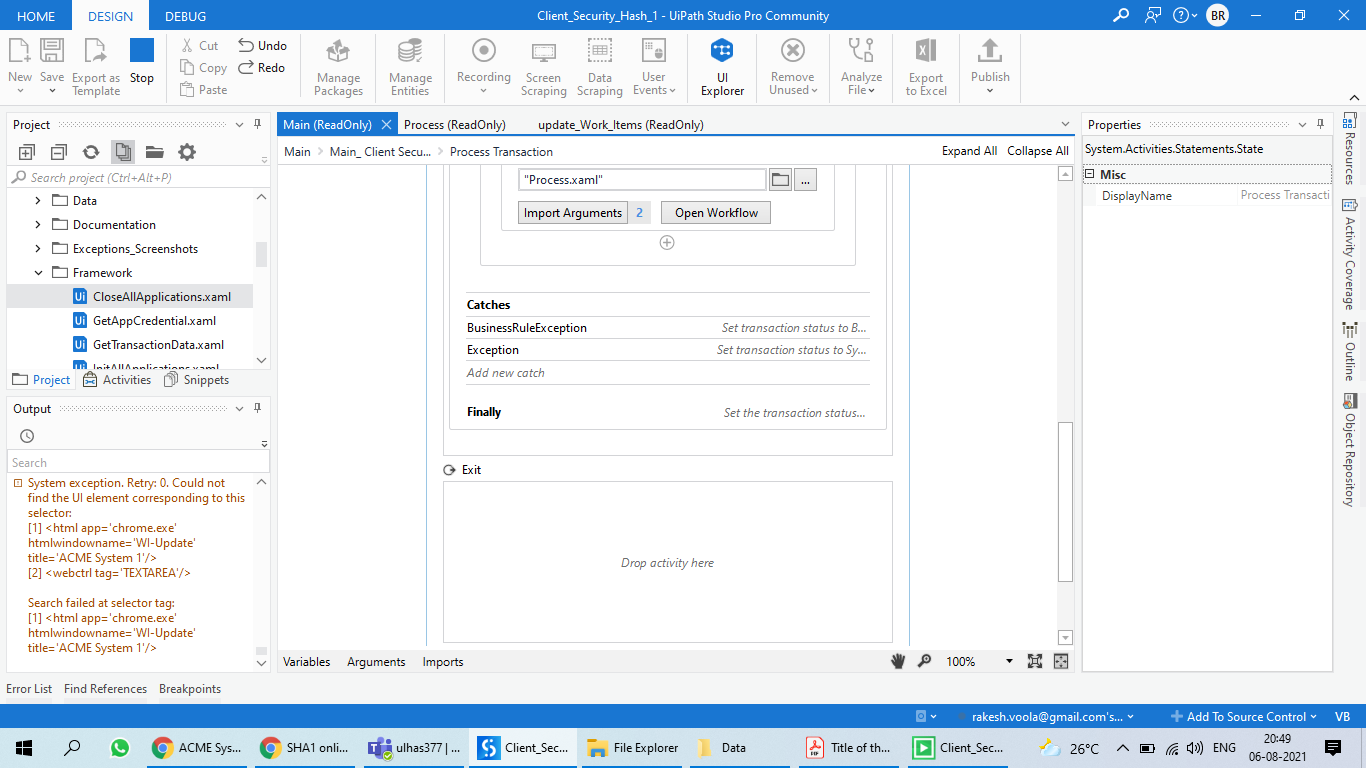 HOME DESIGN DEBUG Client_Security_Hash_1 - UiPath Studio Pro Community BR
Cut Undo
Copy Redo
Paste
New Save Export as Template Stop
Manage Packages
Manage Entities
Recording
Screen Scraping
Data Scraping
User Events
UI Explorer
Remove Unused
Analyze File
Export to Excel
Publish
Project
Search project (Ctrl+Alt+P)
Data
Documentation
Exceptions_Screenshots
Framework
CloseAllApplications.xaml
GetAppCredential.xaml
GetTransactionData.xaml
InitAllApplications.xaml
Project Activities Snippets
Output
Search
System exception. Retry: 0. Could not
find the UI element corresponding to this
selector:
[1] <html app='chrome.exe'
htmlwindowname='WI-Update'
title='ACME System 1'/>
[2] <webctrl tag='TEXTAREA'/>
Search failed at selector tag:
[1] <html app='chrome.exe'
htmlwindowname='WI-Update'
title='ACME System 1'/>
Main (ReadOnly) Process (ReadOnly) update_Work_Items (ReadOnly)
Main Main_ Client Secu... Process Transaction Expand All Collapse All
"Process.xaml" ...
Import Arguments 2 Open Workflow
Catches
BusinessRuleException Set transaction status to B...
Exception Set transaction status to Sy...
Add new catch
Finally Set the transaction status...
Exit
Drop activity here
Variables Arguments Imports 100%
Properties
System.Activities.Statements.State
Misc
DisplayName Process Transacti
Resources
Activity Coverage
Outline
Object Repository
Error List Find References Breakpoints
rakesh.voola@gmail.com's... Add To Source Control VB
ACME Sys... SHA1 onli... ulhas377 | ... Client_Sec... File Explorer Data Title of th... Client_Sec... 26°C ENG 20:49
06-08-2021